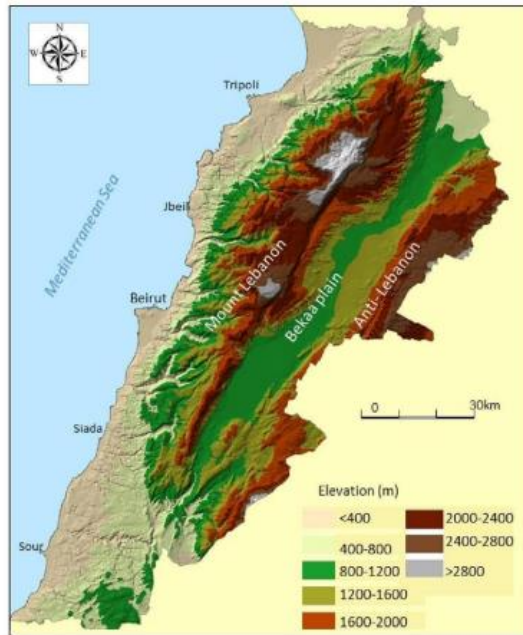 N
W E
S
Tripoli
Jbeil
Mediterranean Sea
Mount Lebanon
Bekaa plain
Anti-Lebanon
Beirut
Siada
0 30km
Sour
Elevation (m)
<400
400-800
800-1200
1200-1600
1600-2000
2000-2400
2400-2800
>2800